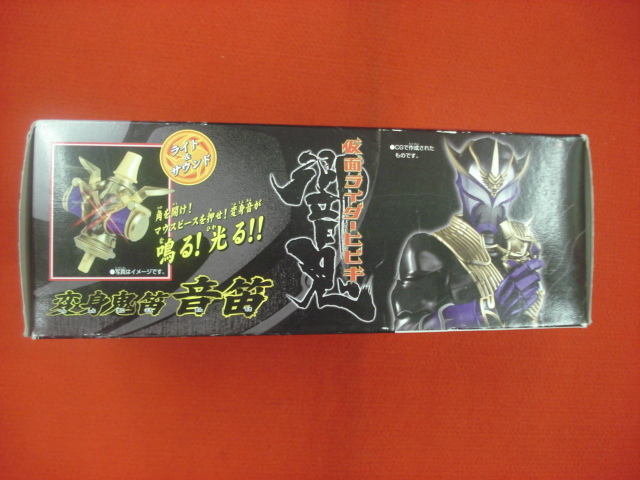 ライト&
サウンド
角を開け!
マウスピースを押せ!変身音が
鳴る!光る!!
●写真はイメージです。
変身鬼笛 音笛
仮面ライダーヒビキ
響鬼
●CGで作成された
ものです。